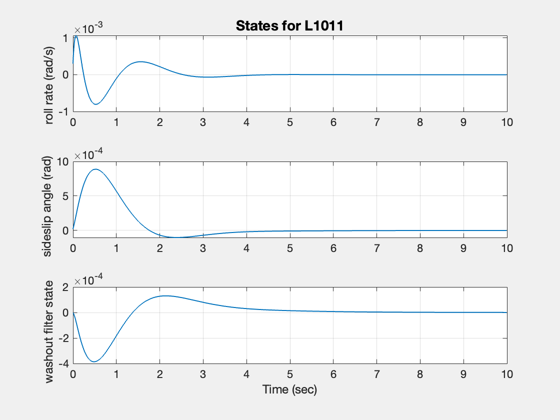 States for L1011
×10⁻³
1
0
-1
roll rate (rad/s)
0 1 2 3 4 5 6 7 8 9 10
×10⁻⁴
10
5
0
sideslip angle (rad)
0 1 2 3 4 5 6 7 8 9 10
×10⁻⁴
2
0
-2
-4
washout filter state
0 1 2 3 4 5 6 7 8 9 10
Time (sec)